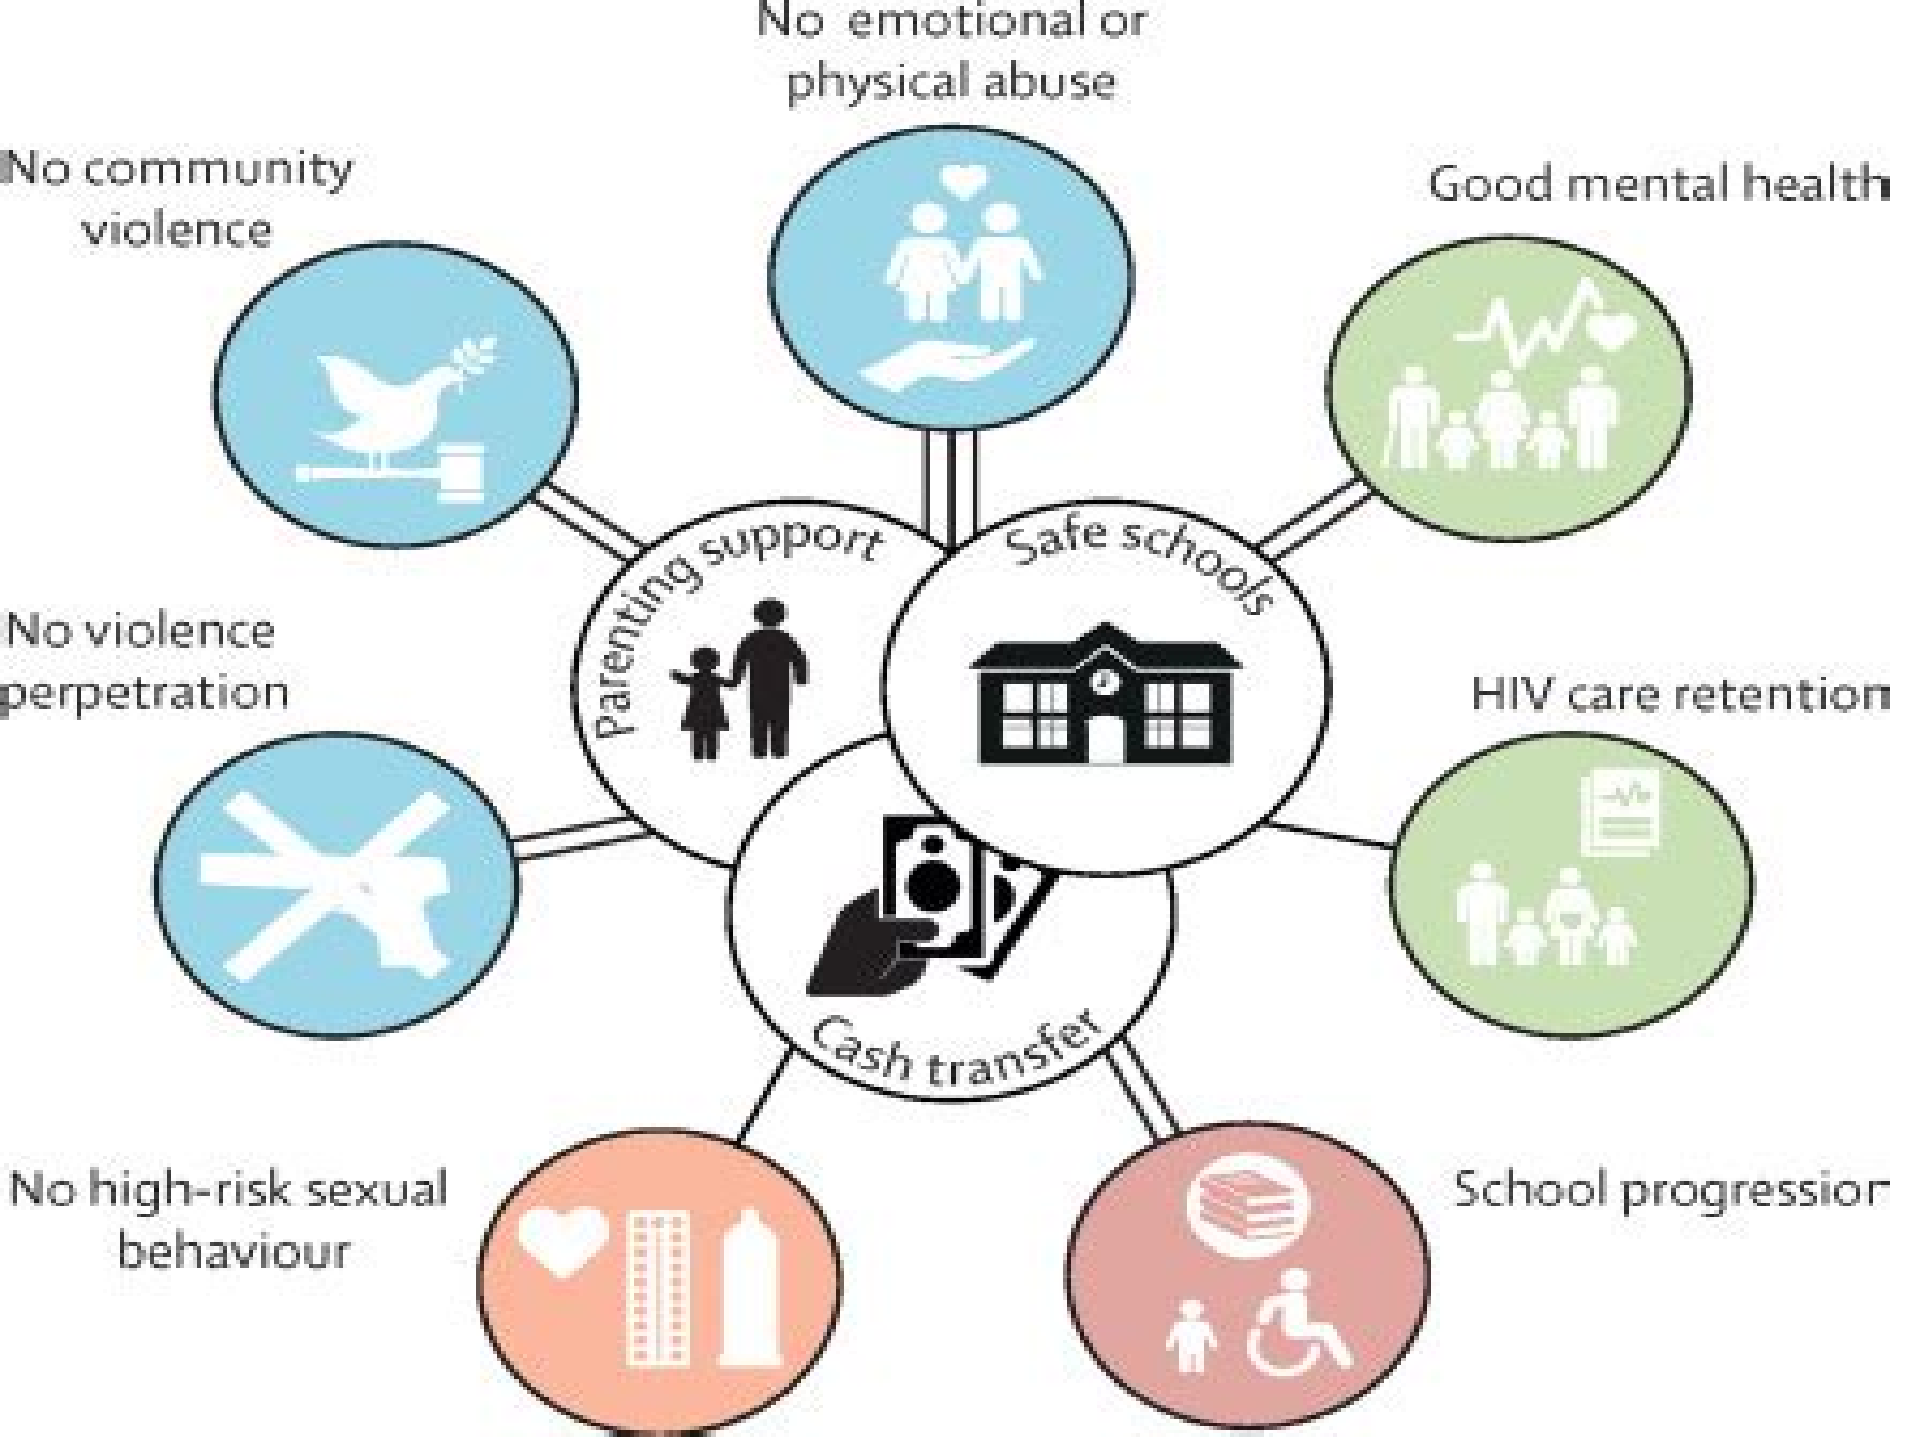 No emotional or
physical abuse
No community
violence
Good mental health
Parenting support
Safe schools
No violence
perpetration
HIV care retention
Cash transfer
No high-risk sexual
behaviour
School progression